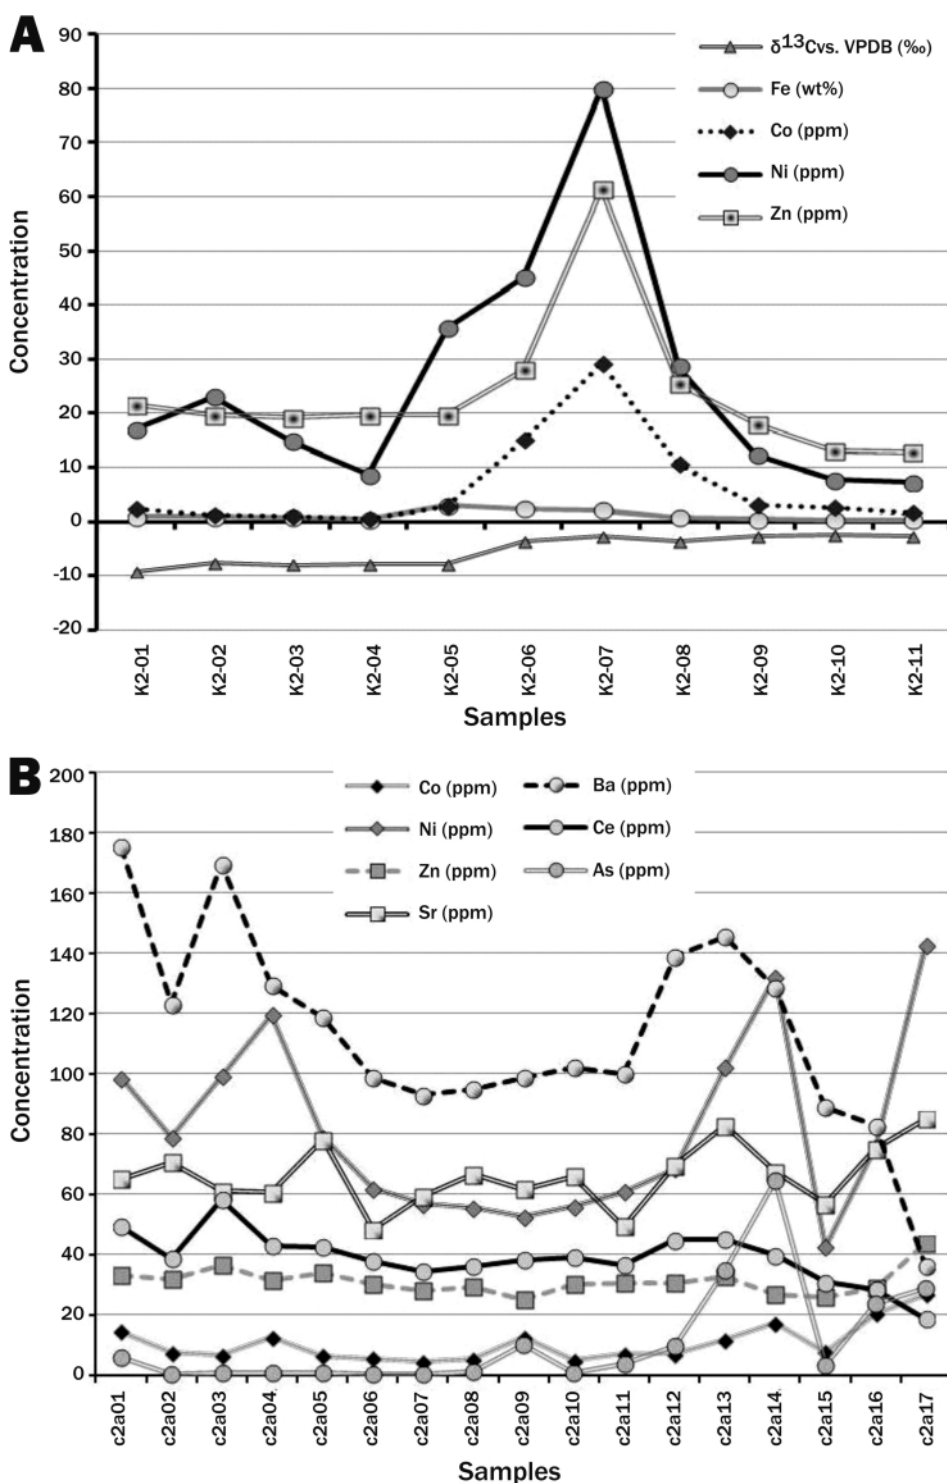 A
90
80
70
60
50
40
30
20
10
0
-10
-20
Concentration
δ13Cvs. VPDB (‰)
Fe (wt%)
Co (ppm)
Ni (ppm)
Zn (ppm)
K2-01
K2-02
K2-03
K2-04
K2-05
K2-06
K2-07
K2-08
K2-09
K2-10
K2-11
Samples
B
200
180
160
140
120
100
80
60
40
20
0
Concentration
Co (ppm)
Ni (ppm)
Zn (ppm)
Sr (ppm)
Ba (ppm)
Ce (ppm)
As (ppm)
c2a01
c2a02
c2a03
c2a04
c2a05
c2a06
c2a07
c2a08
c2a09
c2a10
c2a11
c2a12
c2a13
c2a14
c2a15
c2a16
c2a17
Samples